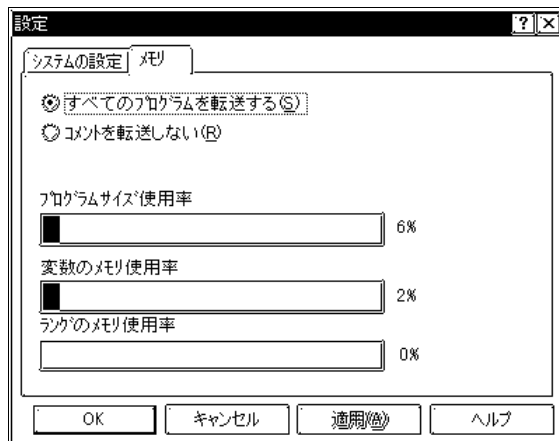 設定
システムの設定 メモリ
すべてのプログラムを転送する(S)
コメントを転送しない(R)
プログラムサイズ使用率
6%
変数のメモリ使用率
2%
ラングのメモリ使用率
0%
OK キャンセル 適用(A) ヘルプ